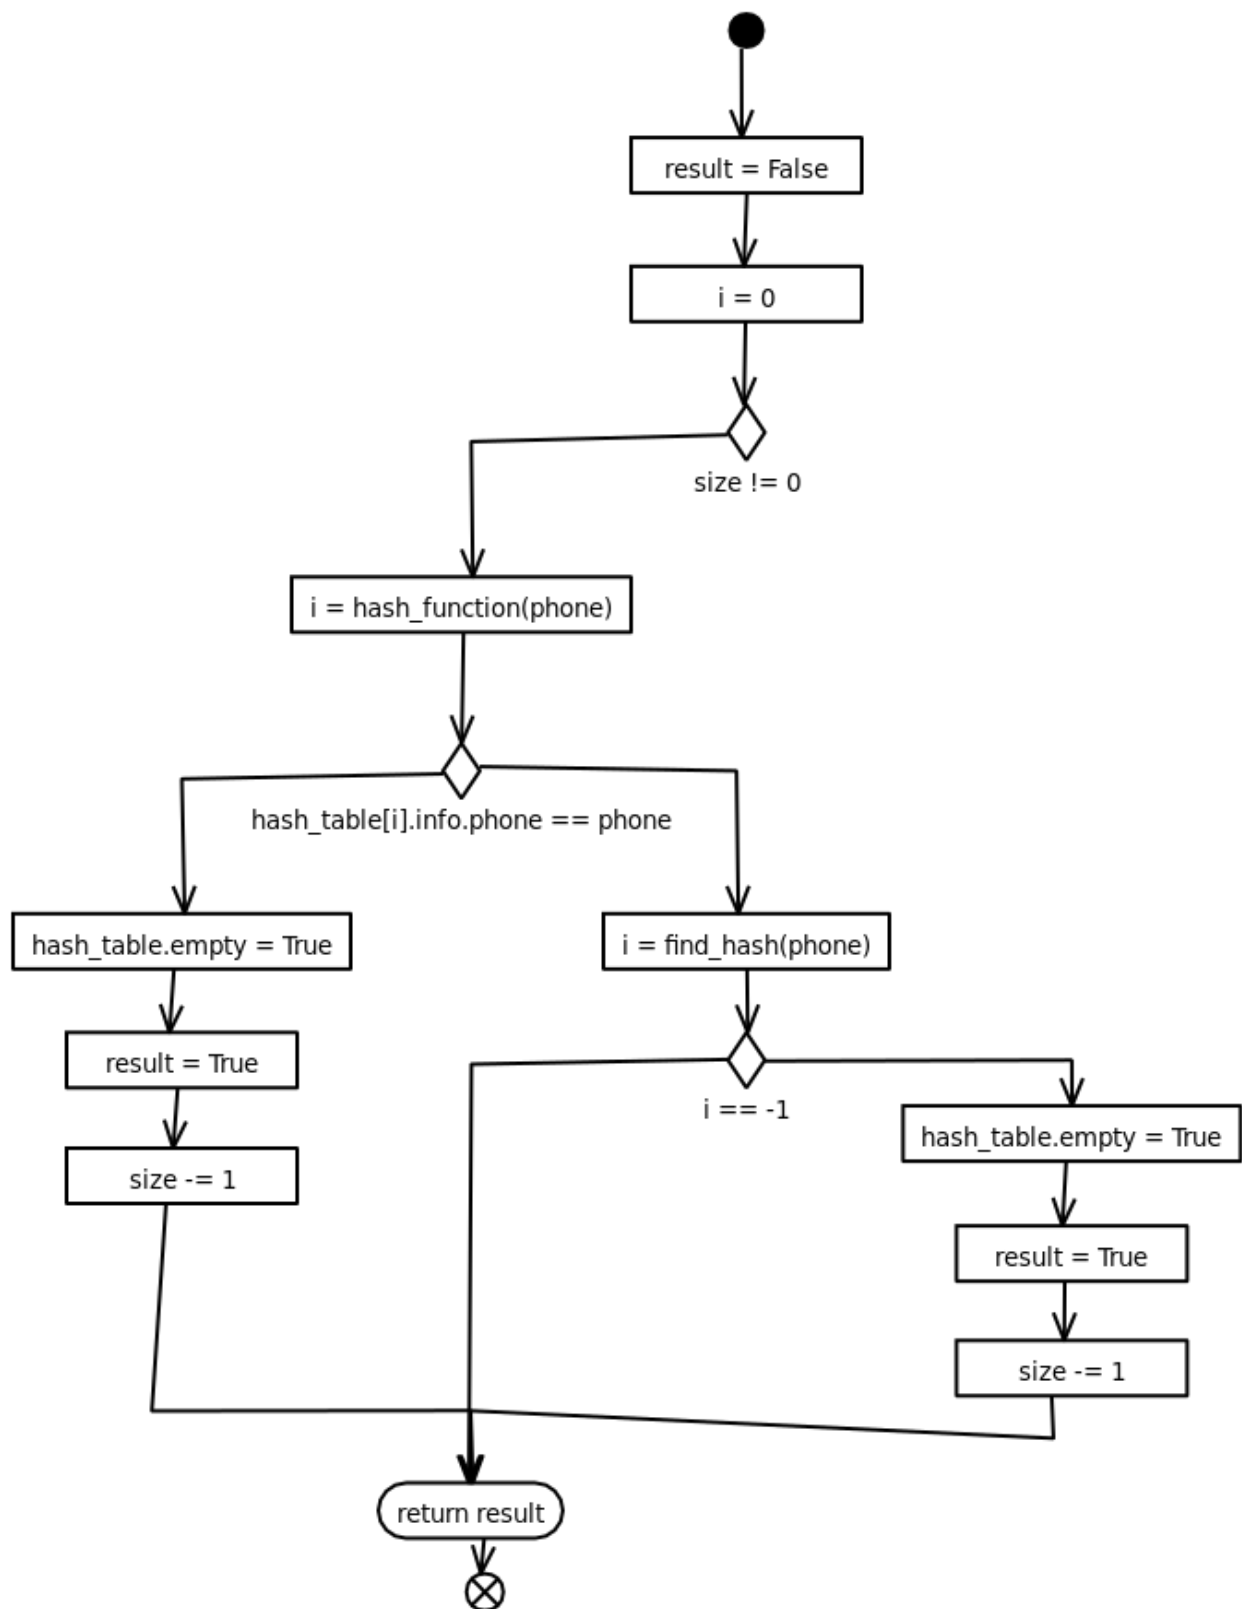 result = False
i = 0
size != 0
i = hash_function(phone)
hash_table[i].info.phone == phone
hash_table.empty = True
i = find_hash(phone)
result = True
i == -1
hash_table.empty = True
size -= 1
result = True
size -= 1
return result